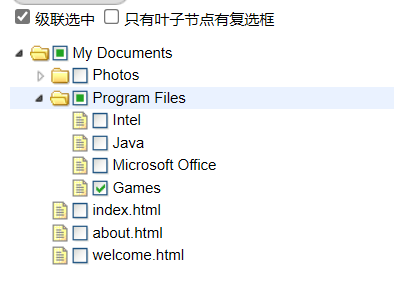 级联选中 只有叶子节点有复选框
My Documents
Photos
Program Files
Intel
Java
Microsoft Office
Games
index.html
about.html
welcome.html